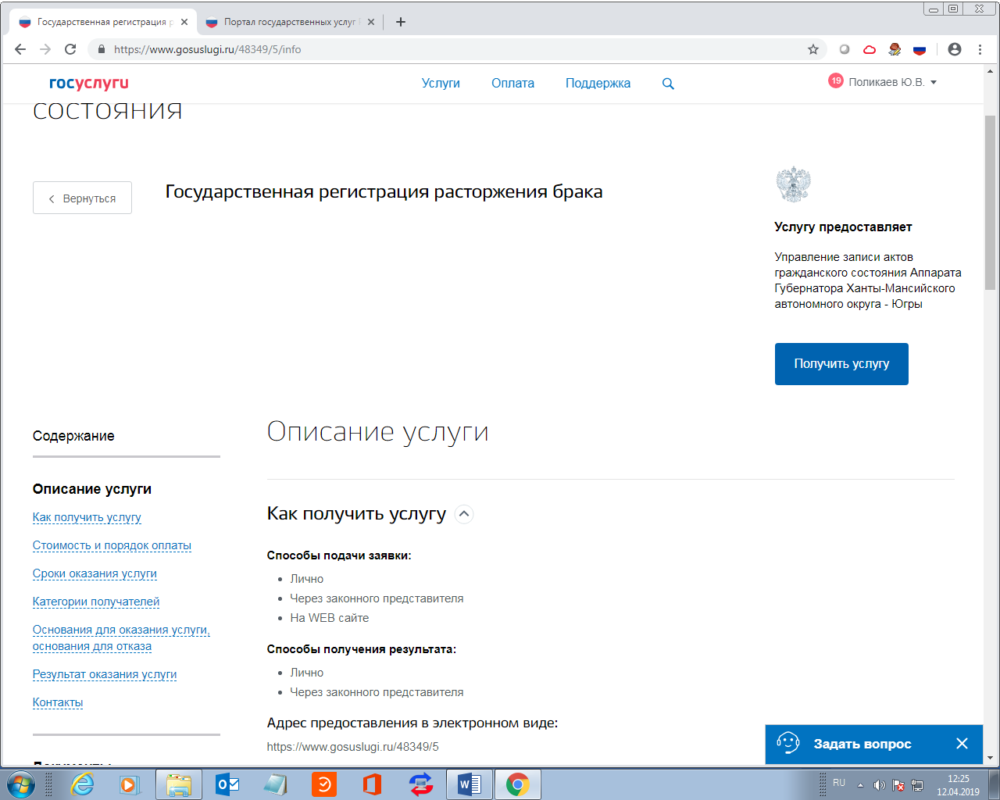 Государственная регистрация р
Портал государственных услуг
https://www.gosuslugi.ru/48349/5/info
госуслуги
Услуги
Оплата
Поддержка
19
Поликаев Ю.В.
состояния
Вернуться
Государственная регистрация расторжения брака
Услугу предоставляет
Управление записи актов
гражданского состояния Аппарата
Губернатора Ханты-Мансийского
автономного округа - Югры
Получить услугу
Содержание
Описание услуги
Как получить услугу
Стоимость и порядок оплаты
Сроки оказания услуги
Категории получателей
Основания для оказания услуги,
основания для отказа
Результат оказания услуги
Контакты
Документы
Описание услуги
Как получить услугу
Способы подачи заявки:
Лично
Через законного представителя
На WEB сайте
Способы получения результата:
Лично
Через законного представителя
Адрес предоставления в электронном виде:
https://www.gosuslugi.ru/48349/5
Задать вопрос
RU
12:25
12.04.2019